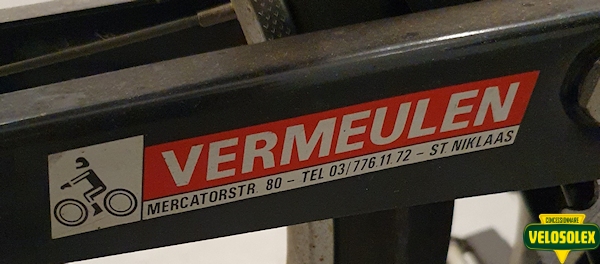 VERMEULEN
MERCATORSTR. 80 - TEL 03/776.11.72 - ST. NIKLAAS
CONCESSIONNAIRE
VELOSOLEX